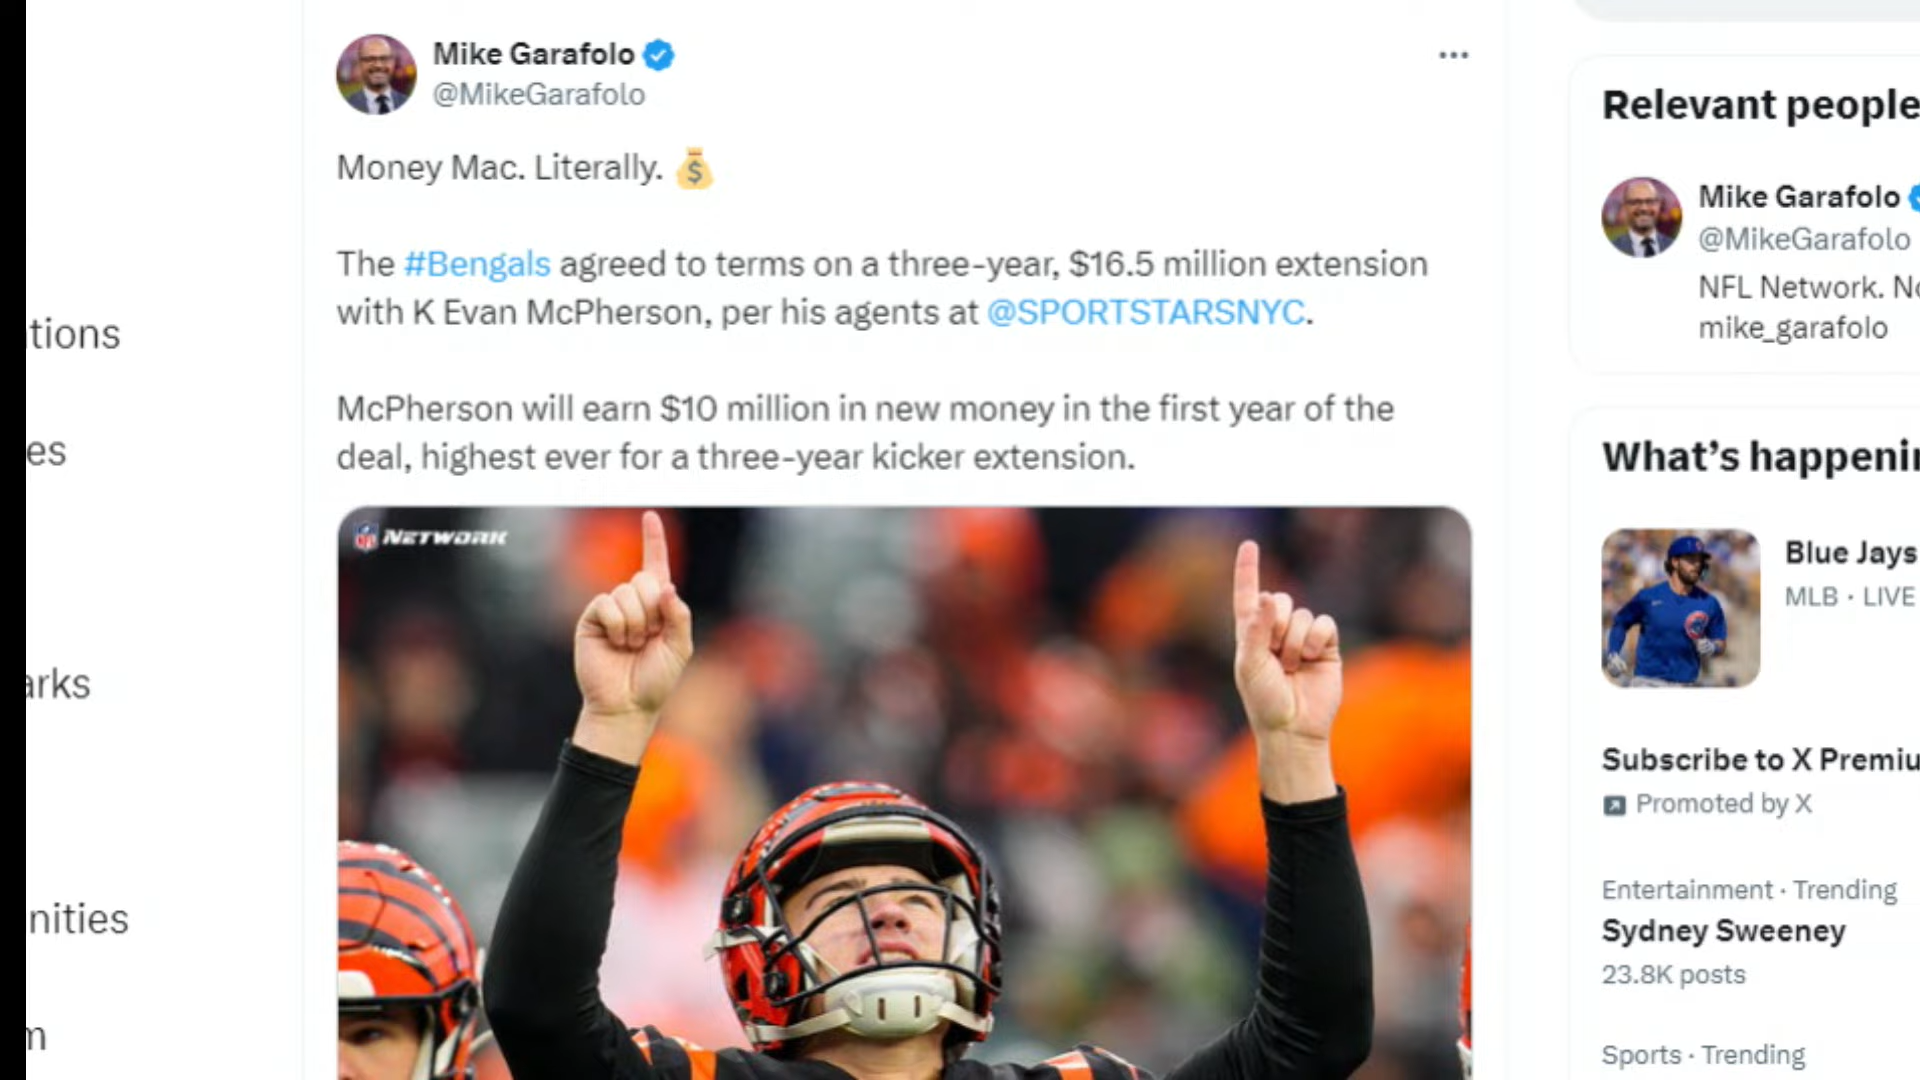 Mike Garafolo
@MikeGarafolo
Money Mac. Literally.
The #Bengals agreed to terms on a three-year, $16.5 million extension
with K Evan McPherson, per his agents at @SPORTSTARSNYC.
McPherson will earn $10 million in new money in the first year of the
deal, highest ever for a three-year kicker extension.
NFL NETWORK
tions
es
arks
nities
m
Relevant people
Mike Garafolo
@MikeGarafolo
NFL Network. No
mike_garafolo
What's happenin
Blue Jays
MLB · LIVE
Subscribe to X Premiu
Promoted by X
Entertainment · Trending
Sydney Sweeney
23.8K posts
Sports · Trending